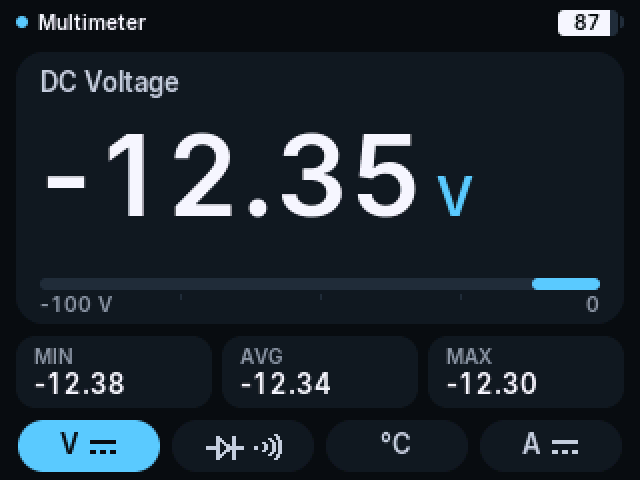 Multimeter
87
DC Voltage
-12.35 V
-100 V
0
MIN
-12.38
AVG
-12.34
MAX
-12.30
V
°C
A